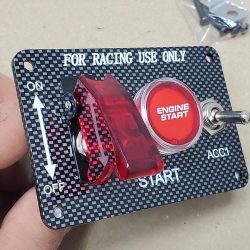 FOR RACING USE ONLY
ON
ENGINE
START
ACC1
OFF
START